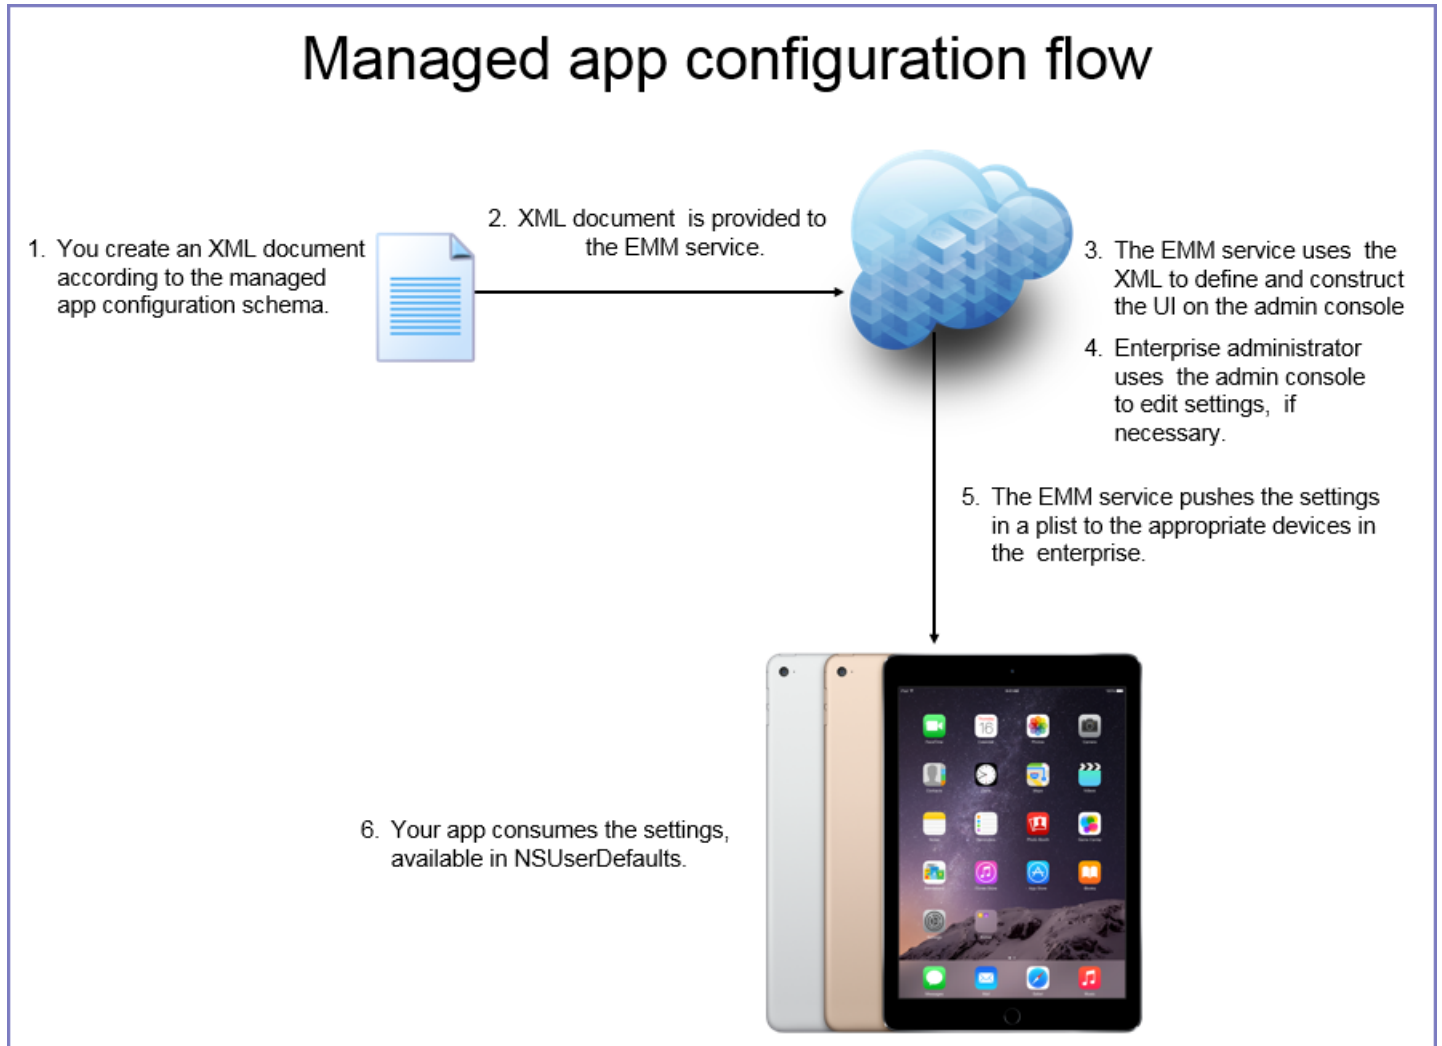 Managed app configuration flow
1. You create an XML document
according to the managed
app configuration schema.
2. XML document is provided to
the EMM service.
3. The EMM service uses the
XML to define and construct
the UI on the admin console
4. Enterprise administrator
uses the admin console
to edit settings, if
necessary.
5. The EMM service pushes the settings
in a plist to the appropriate devices in
the enterprise.
6. Your app consumes the settings,
available in NSUserDefaults.
16